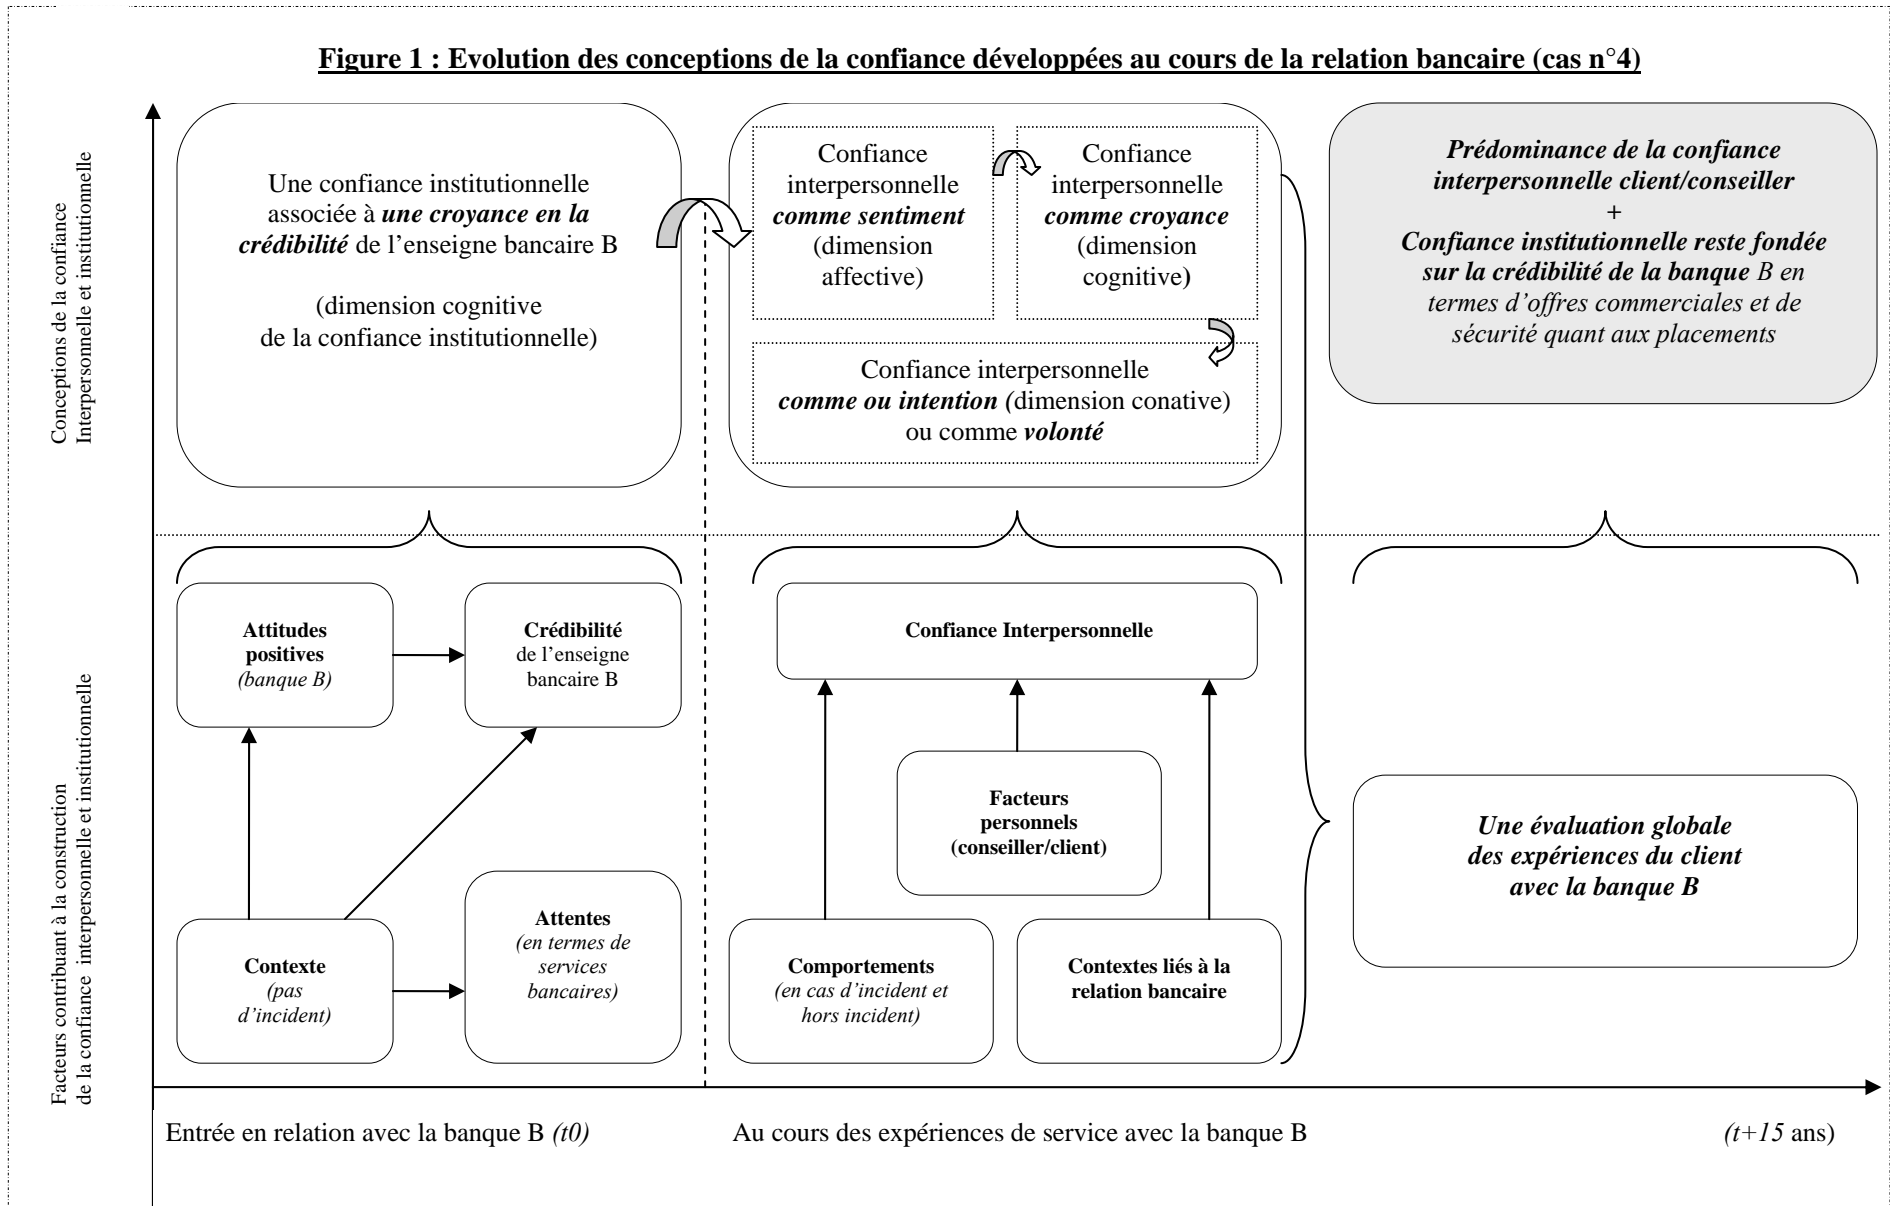 Figure 1 : Evolution des conceptions de la confiance développées au cours de la relation bancaire (cas n°4)
Conceptions de la confiance
Interpersonnelle et institutionnelle
Une confiance institutionnelle
associée à une croyance en la
crédibilité de l’enseigne bancaire B
(dimension cognitive
de la confiance institutionnelle)
Confiance
interpersonnelle
comme sentiment
(dimension
affective)
Confiance
interpersonnelle
comme croyance
(dimension
cognitive)
Confiance interpersonnelle
comme ou intention (dimension conative)
ou comme volonté
Prédominance de la confiance
interpersonnelle client/conseiller
+
Confiance institutionnelle reste fondée
sur la crédibilité de la banque B en
termes d’offres commerciales et de
sécurité quant aux placements
Facteurs contribuant à la construction
de la confiance interpersonnelle et institutionnelle
Attitudes
positives
(banque B)
Crédibilité
de l’enseigne
bancaire B
Contexte
(pas
d’incident)
Attentes
(en termes de
services
bancaires)
Confiance Interpersonnelle
Facteurs
personnels
(conseiller/client)
Comportements
(en cas d’incident et
hors incident)
Contextes liés à la
relation bancaire
Une évaluation globale
des expériences du client
avec la banque B
Entrée en relation avec la banque B (t0)
Au cours des expériences de service avec la banque B
(t+15 ans)